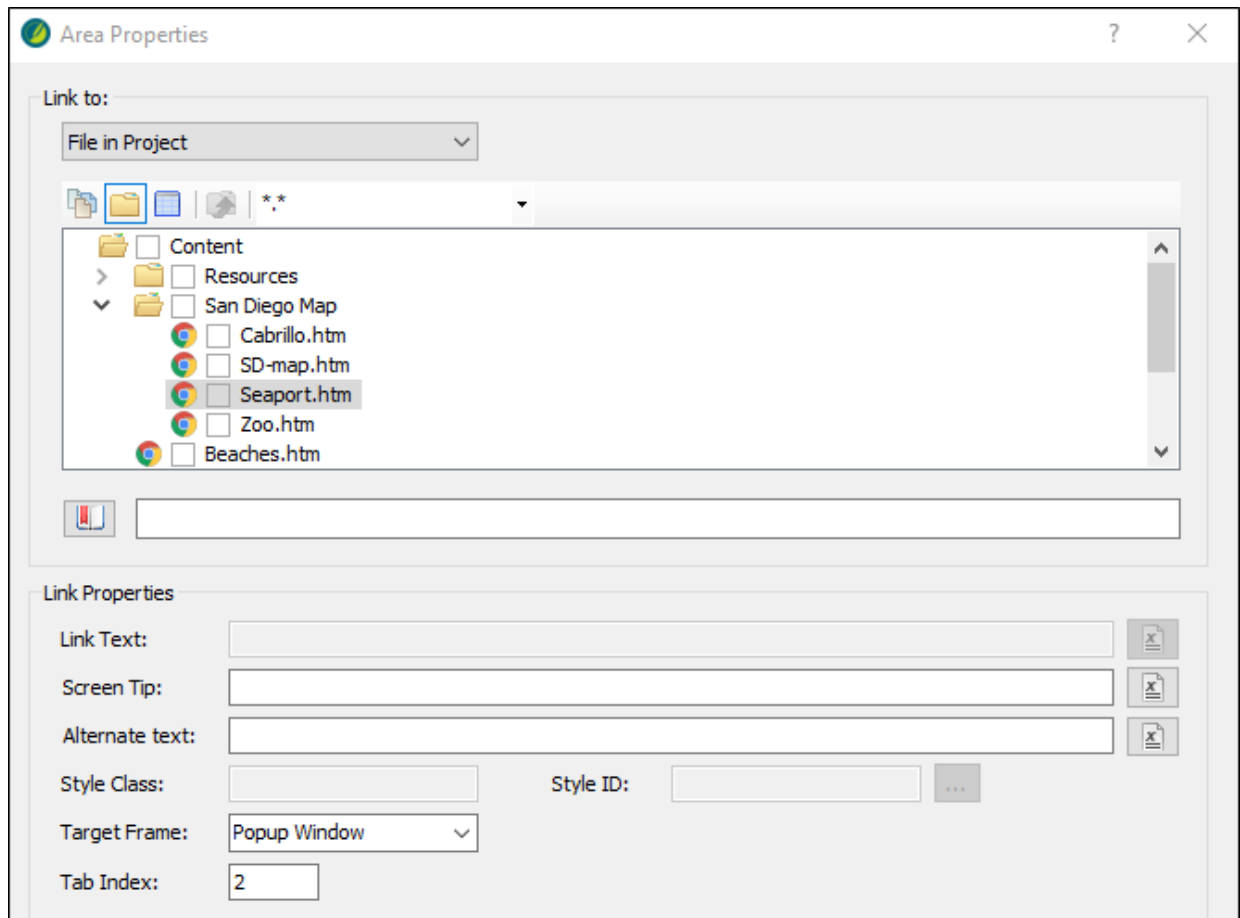 Area Properties ?
Link to:
File in Project
*.*
Content
Resources
San Diego Map
Cabrillo.htm
SD-map.htm
Seaport.htm
Zoo.htm
Beaches.htm
Link Properties
Link Text:
Screen Tip:
Alternate text:
Style Class: Style ID: ...
Target Frame: Popup Window
Tab Index: 2